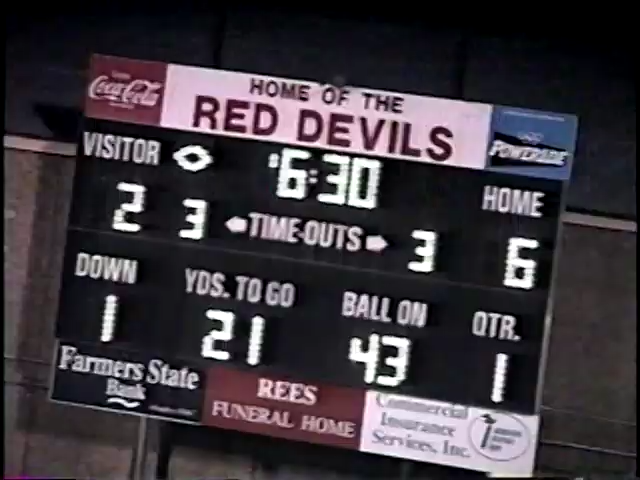 Coca-Cola
HOME OF THE
RED DEVILS
POWERADE
VISITOR 6:30 HOME
2 3 TIME-OUTS 3 6
DOWN YDS. TO GO BALL ON QTR.
1 21 43 1
Farmers State
Bank
REES
FUNERAL HOME
Commercial
Insurance
Services, Inc.